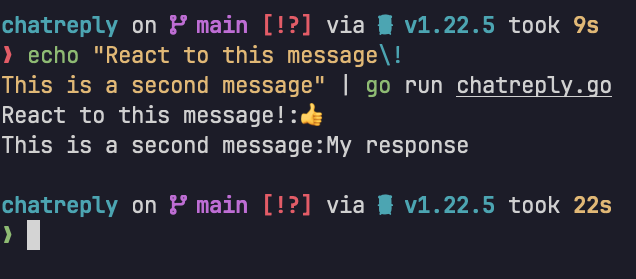 chatreply on main [!?] via v1.22.5 took 9s
❱ echo "React to this message\!
This is a second message" | go run chatreply.go
React to this message!:👍
This is a second message:My response
chatreply on main [!?] via v1.22.5 took 22s
❱